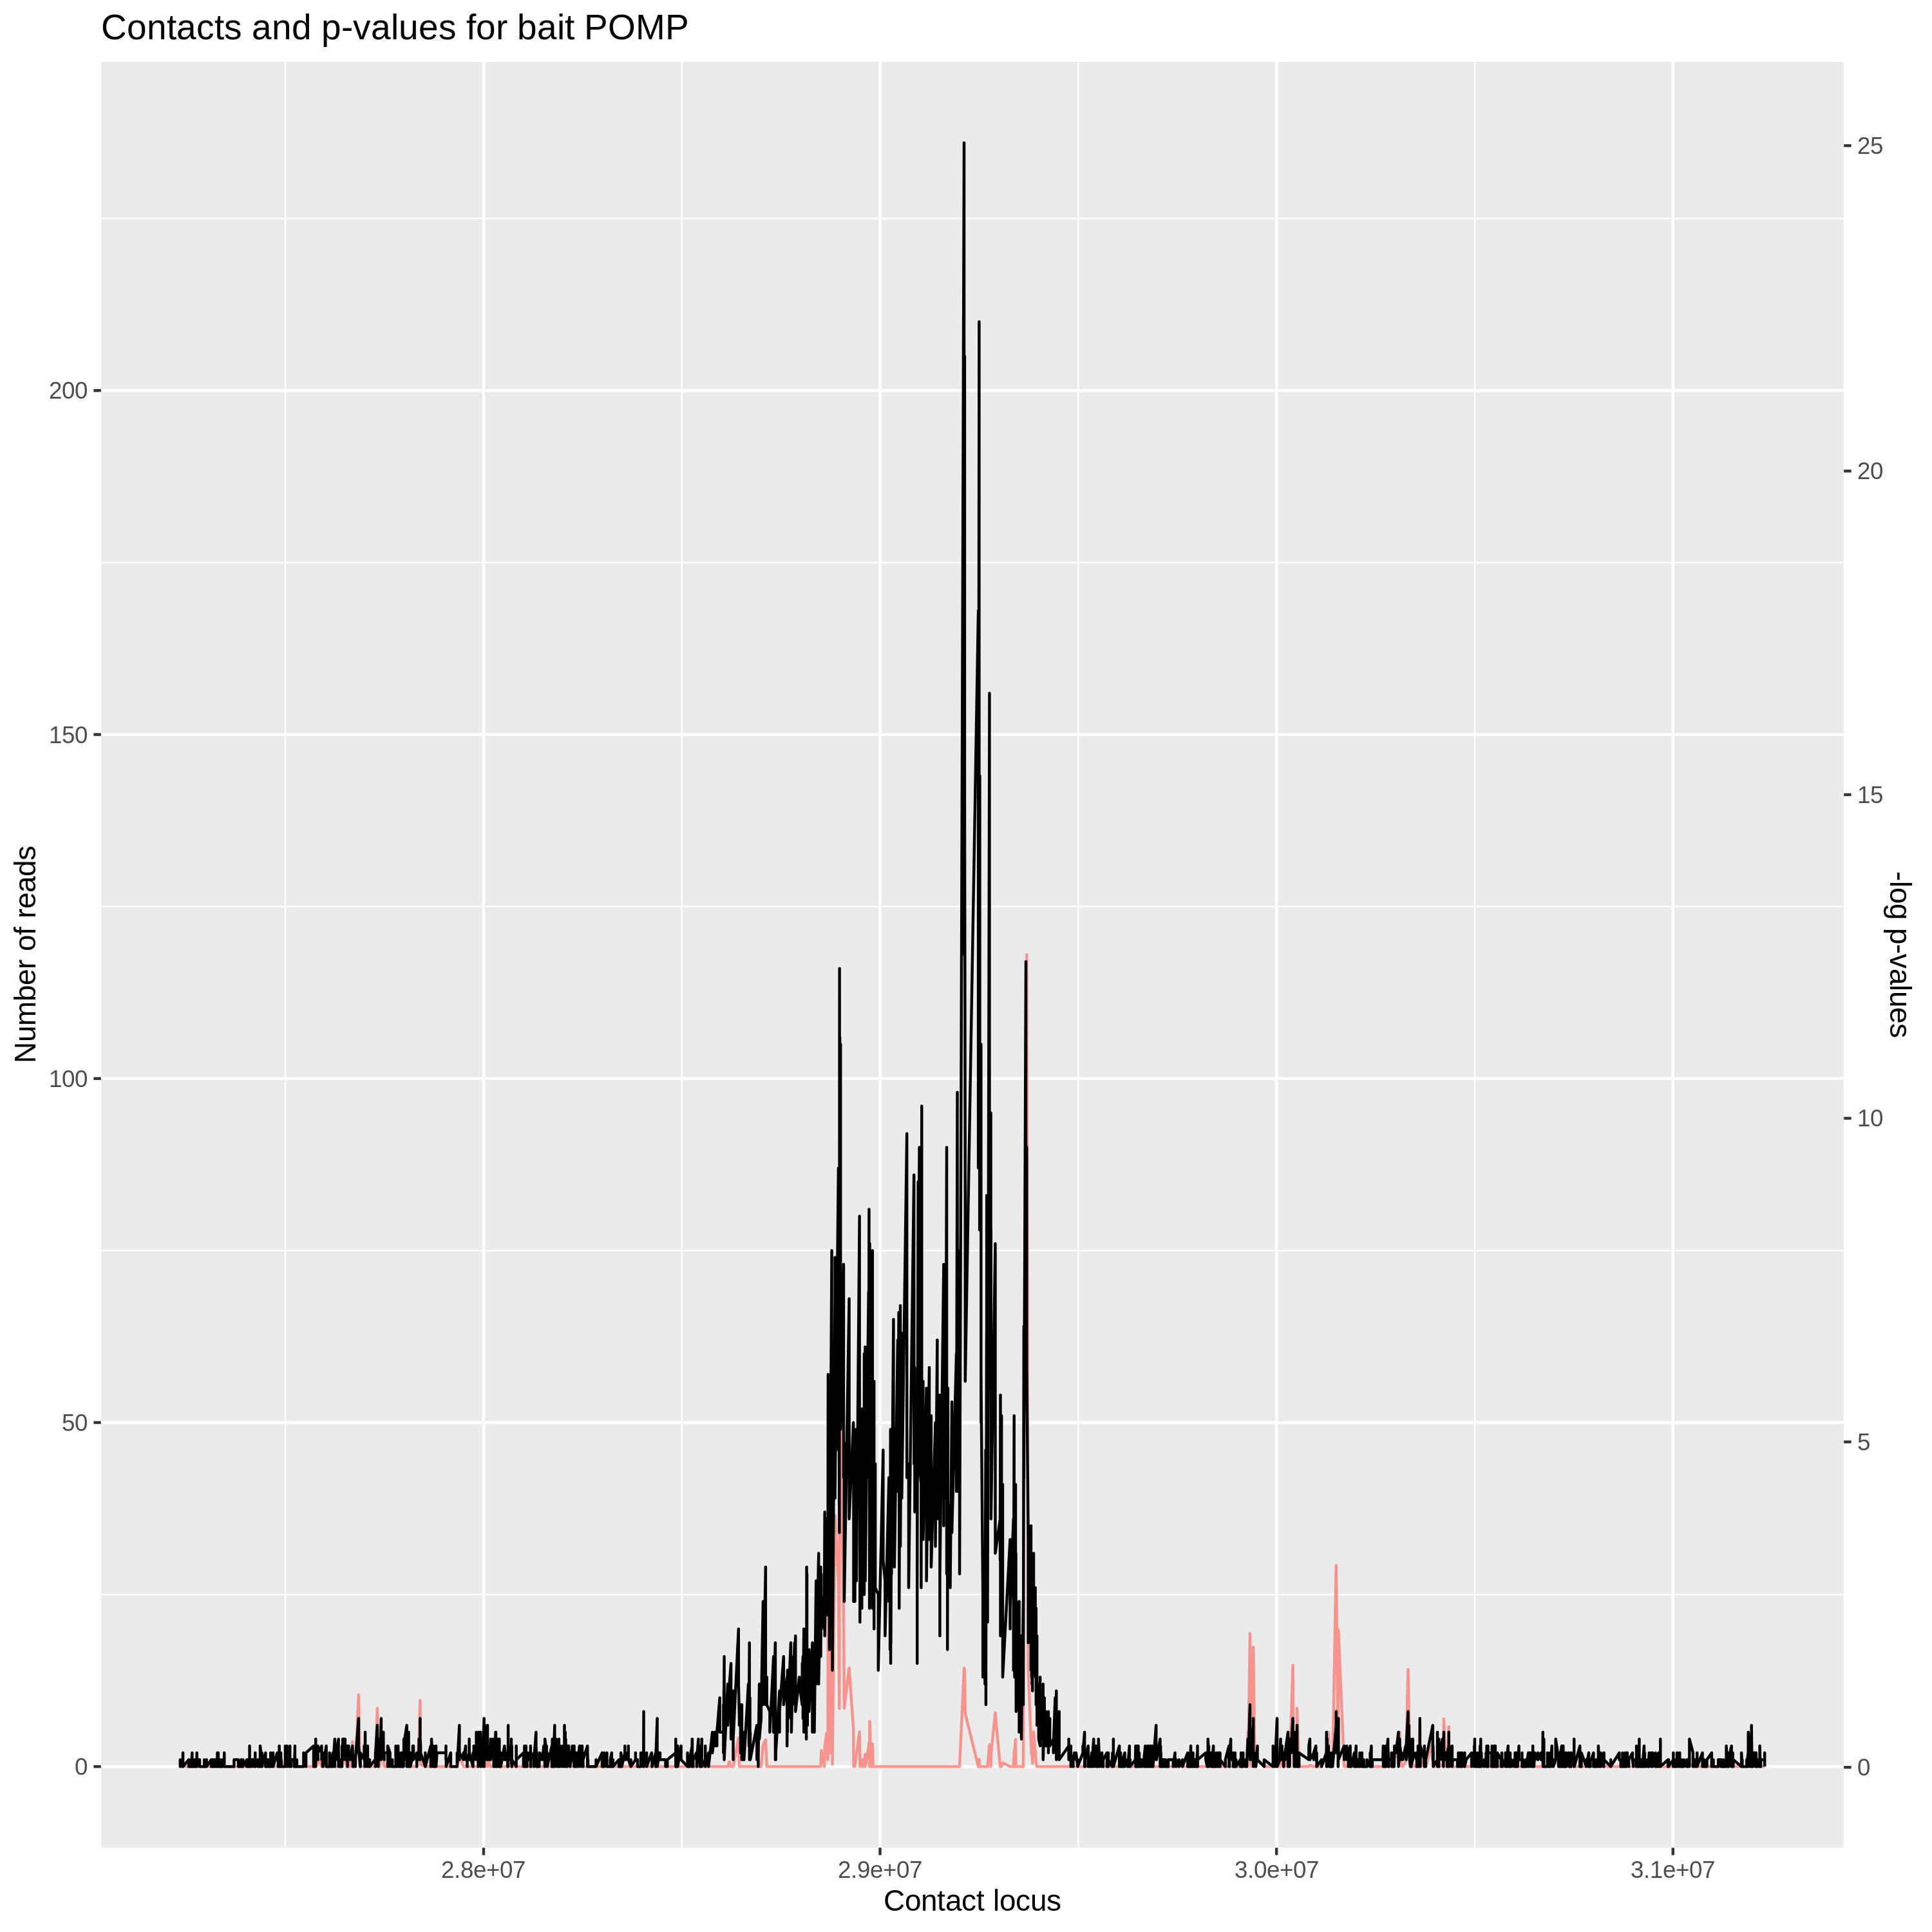 Contacts and p-values for bait POMP
200
150
100
50
0
Number of reads
25
20
15
10
5
0
-log p-values
2.8e+07
2.9e+07
3.0e+07
3.1e+07
Contact locus